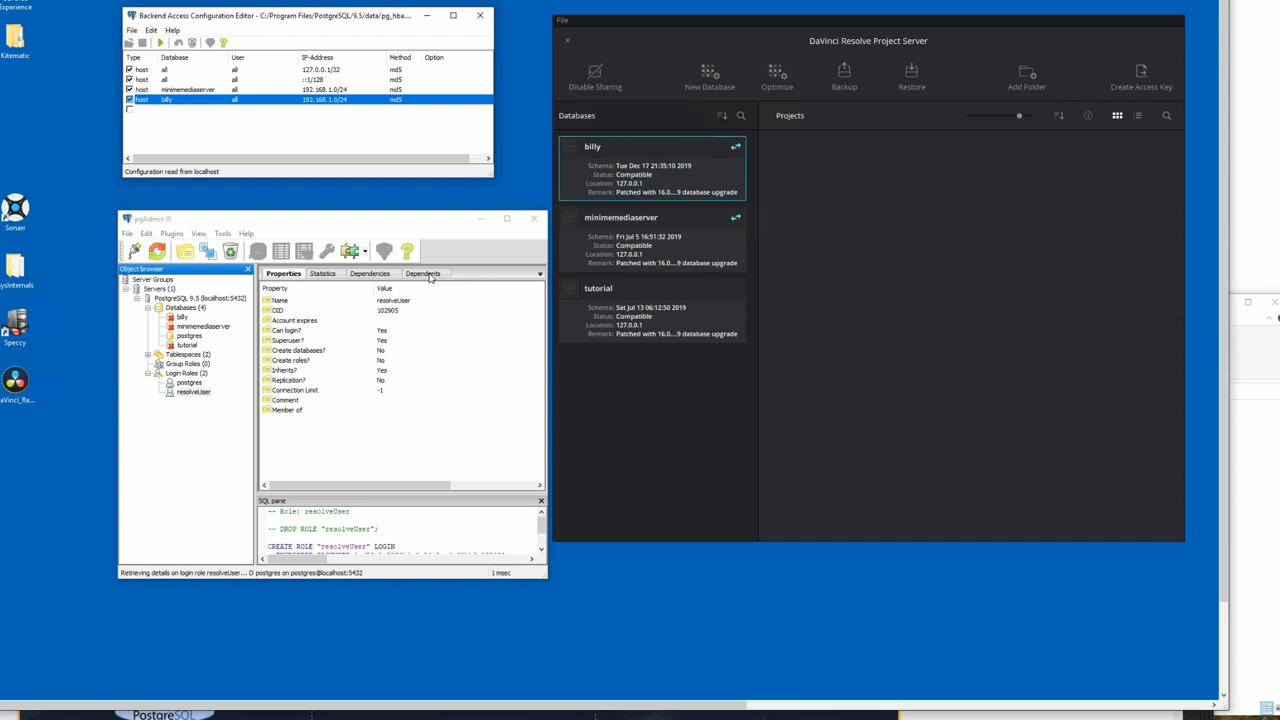 Experience
Kitematic
Sonarr
SysInternals
Speccy
DaVinci_Re...
Backend Access Configuration Editor - C:/Program Files/PostgreSQL/9.5/data/pg_hba....
File Edit Help
Type Database User IP-Address Method Option
host all all 127.0.0.1/32 md5
host all all ::1/128 md5
host minimemediaserver all 192.168.1.0/24 md5
host billy all 192.168.1.0/24 md5
Configuration read from localhost
pgAdmin III
File Edit Plugins View Tools Help
Object browser
Server Groups
Servers (1)
PostgreSQL 9.5 (localhost:5432)
Databases (4)
billy
minimemediaserver
postgres
tutorial
Tablespaces (2)
Group Roles (0)
Login Roles (2)
postgres
resolveUser
Properties Statistics Dependencies Dependents
Property Value
Name resolveUser
OID 102905
Account expires
Can login? Yes
Superuser? Yes
Create databases? No
Create roles? No
Inherits? Yes
Replication? No
Connection Limit -1
Comment
Member of
SQL pane
-- Role: resolveUser
-- DROP ROLE "resolveUser";
CREATE ROLE "resolveUser" LOGIN
Retrieving details on login role resolveUser... D postgres on postgres@localhost:5432 1 msec
File
DaVinci Resolve Project Server
Disable Sharing New Database Optimize Backup Restore Add Folder Create Access Key
Databases Projects
billy
Schema: Tue Dec 17 21:35:10 2019
Status: Compatible
Location: 127.0.0.1
Remark: Patched with 16.0....9 database upgrade
minimemediaserver
Schema: Fri Jul 5 16:51:32 2019
Status: Compatible
Location: 127.0.0.1
Remark: Patched with 16.0....9 database upgrade
tutorial
Schema: Sat Jul 13 06:12:50 2019
Status: Compatible
Location: 127.0.0.1
Remark: Patched with 16.0....9 database upgrade
PostgreSQL